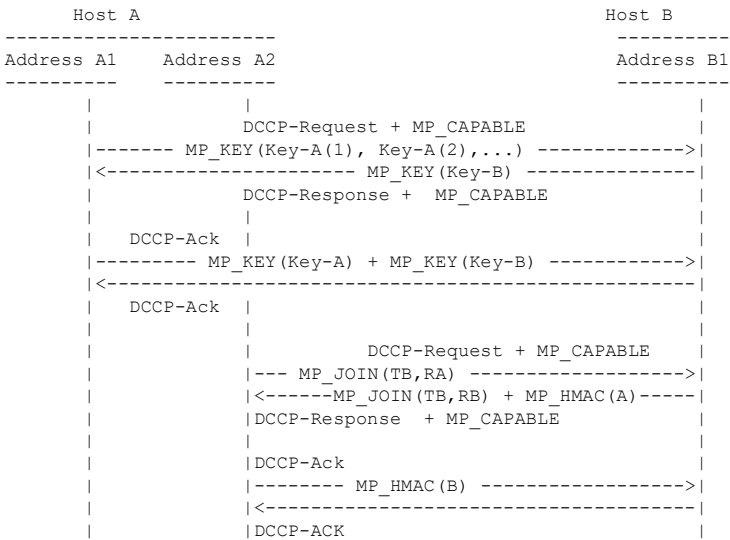 Host A Host B
------------------------ ----------
Address A1 Address A2 Address B1
---------- ---------- ----------
| | |
| DCCP-Request + MP_CAPABLE |
|------- MP_KEY(Key-A(1), Key-A(2),...) ------------->|
|<---------------------- MP_KEY(Key-B) ---------------|
| DCCP-Response + MP_CAPABLE |
| | |
| DCCP-Ack | |
|--------- MP_KEY(Key-A) + MP_KEY(Key-B) ------------>|
|<----------------------------------------------------|
| DCCP-Ack | |
| | |
| | DCCP-Request + MP_CAPABLE |
| |--- MP_JOIN(TB,RA) ------------------->|
| |<------MP_JOIN(TB,RB) + MP_HMAC(A)-----|
| |DCCP-Response + MP_CAPABLE |
| | |
| |DCCP-Ack |
| |-------- MP_HMAC(B) ------------------>|
| |<--------------------------------------|
| |DCCP-ACK |